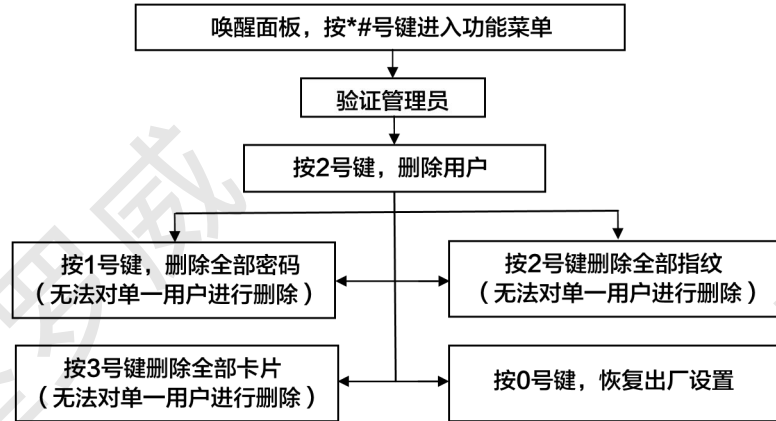 唤醒面板，按*#号键进入功能菜单
验证管理员
按2号键，删除用户
按1号键，删除全部密码
（无法对单一用户进行删除）
按2号键删除全部指纹
（无法对单一用户进行删除）
按3号键删除全部卡片
（无法对单一用户进行删除）
按0号键，恢复出厂设置
罗威